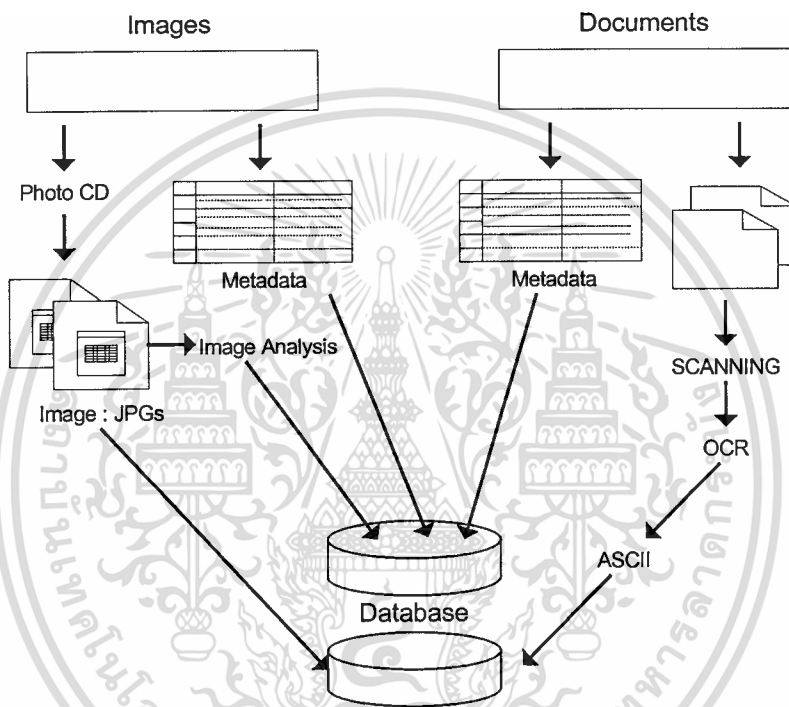 Images
Documents
Photo CD
Metadata
Metadata
Image Analysis
SCANNING
Image : JPGs
OCR
ASCII
Database